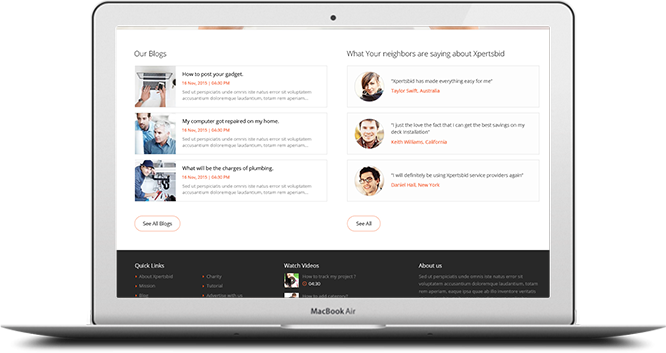 Our Blogs
How to post your gadget.
16 Nov, 2015 | 04:30 PM
Sed ut perspiciatis unde omnis iste natus error sit voluptatem
accusantium doloremque laudantium, totam rem aperiam...
My computer got repaired on my home.
16 Nov, 2015 | 04:30 PM
Sed ut perspiciatis unde omnis iste natus error sit voluptatem
accusantium doloremque laudantium, totam rem aperiam...
What will be the charges of plumbing.
16 Nov, 2015 | 04:30 PM
Sed ut perspiciatis unde omnis iste natus error sit voluptatem
accusantium doloremque laudantium, totam rem aperiam...
See All Blogs
What Your neighbors are saying about Xpertsbid
"Xpertsbid has made everything easy for me"
Taylor Swift, Australia
"I just the love the fact that I can get the best savings on my
deck installation"
Keith Williams, California
"I will definitely be using Xpertsbid service providers again"
Daniel Hall, New York
See All
Quick Links
About Xpertsbid
Mission
Blog
Charity
Tutorial
Advertise with us
Watch Videos
How to track my project ?
04:30
How to add category?
About us
Sed ut perspiciatis unde omnis iste natus error sit
voluptatem accusantium doloremque laudantium, totam
rem aperiam, eaque ipsa quae ab illo inventore veritatis
MacBook Air